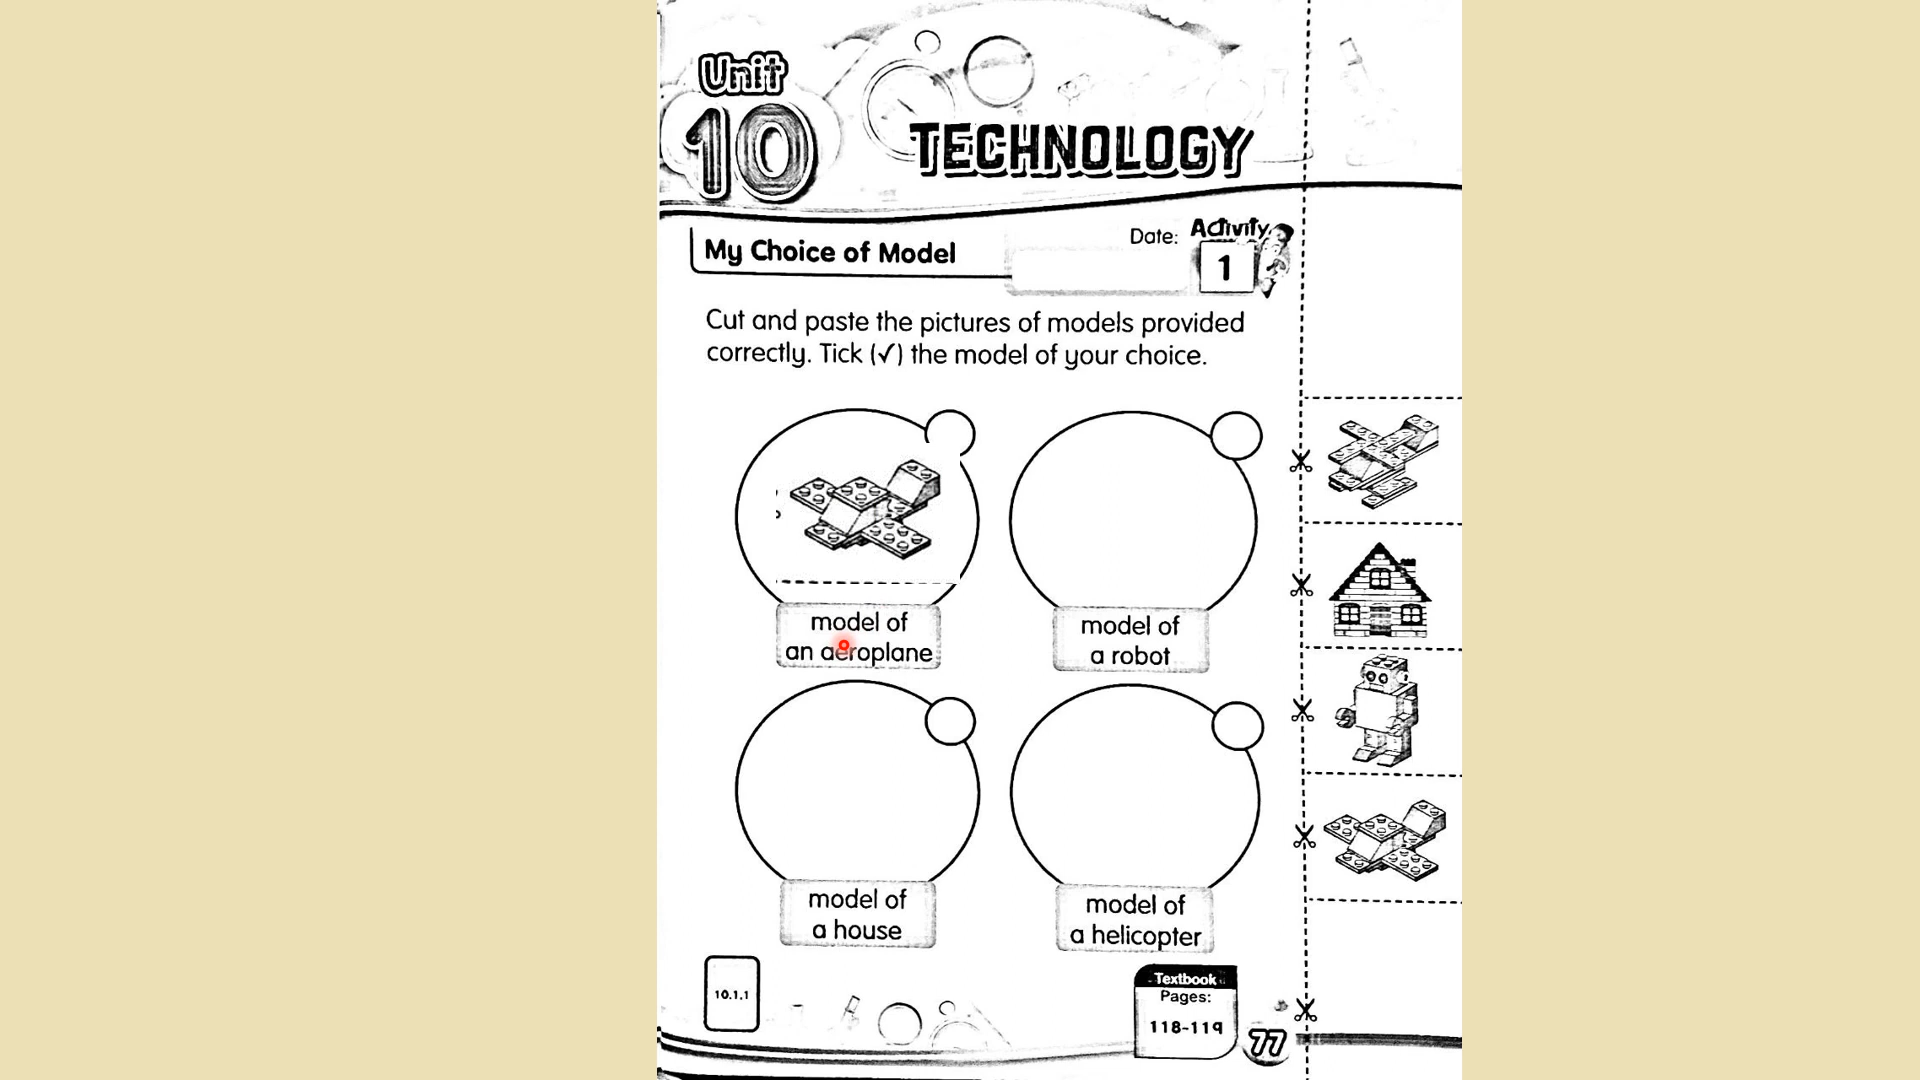 Unit
10
TECHNOLOGY
My Choice of Model
Date:
Activity
1
Cut and paste the pictures of models provided
correctly. Tick (✓) the model of your choice.
model of
an aeroplane
model of
a robot
model of
a house
model of
a helicopter
10.1.1
Textbook
Pages:
118-119
77